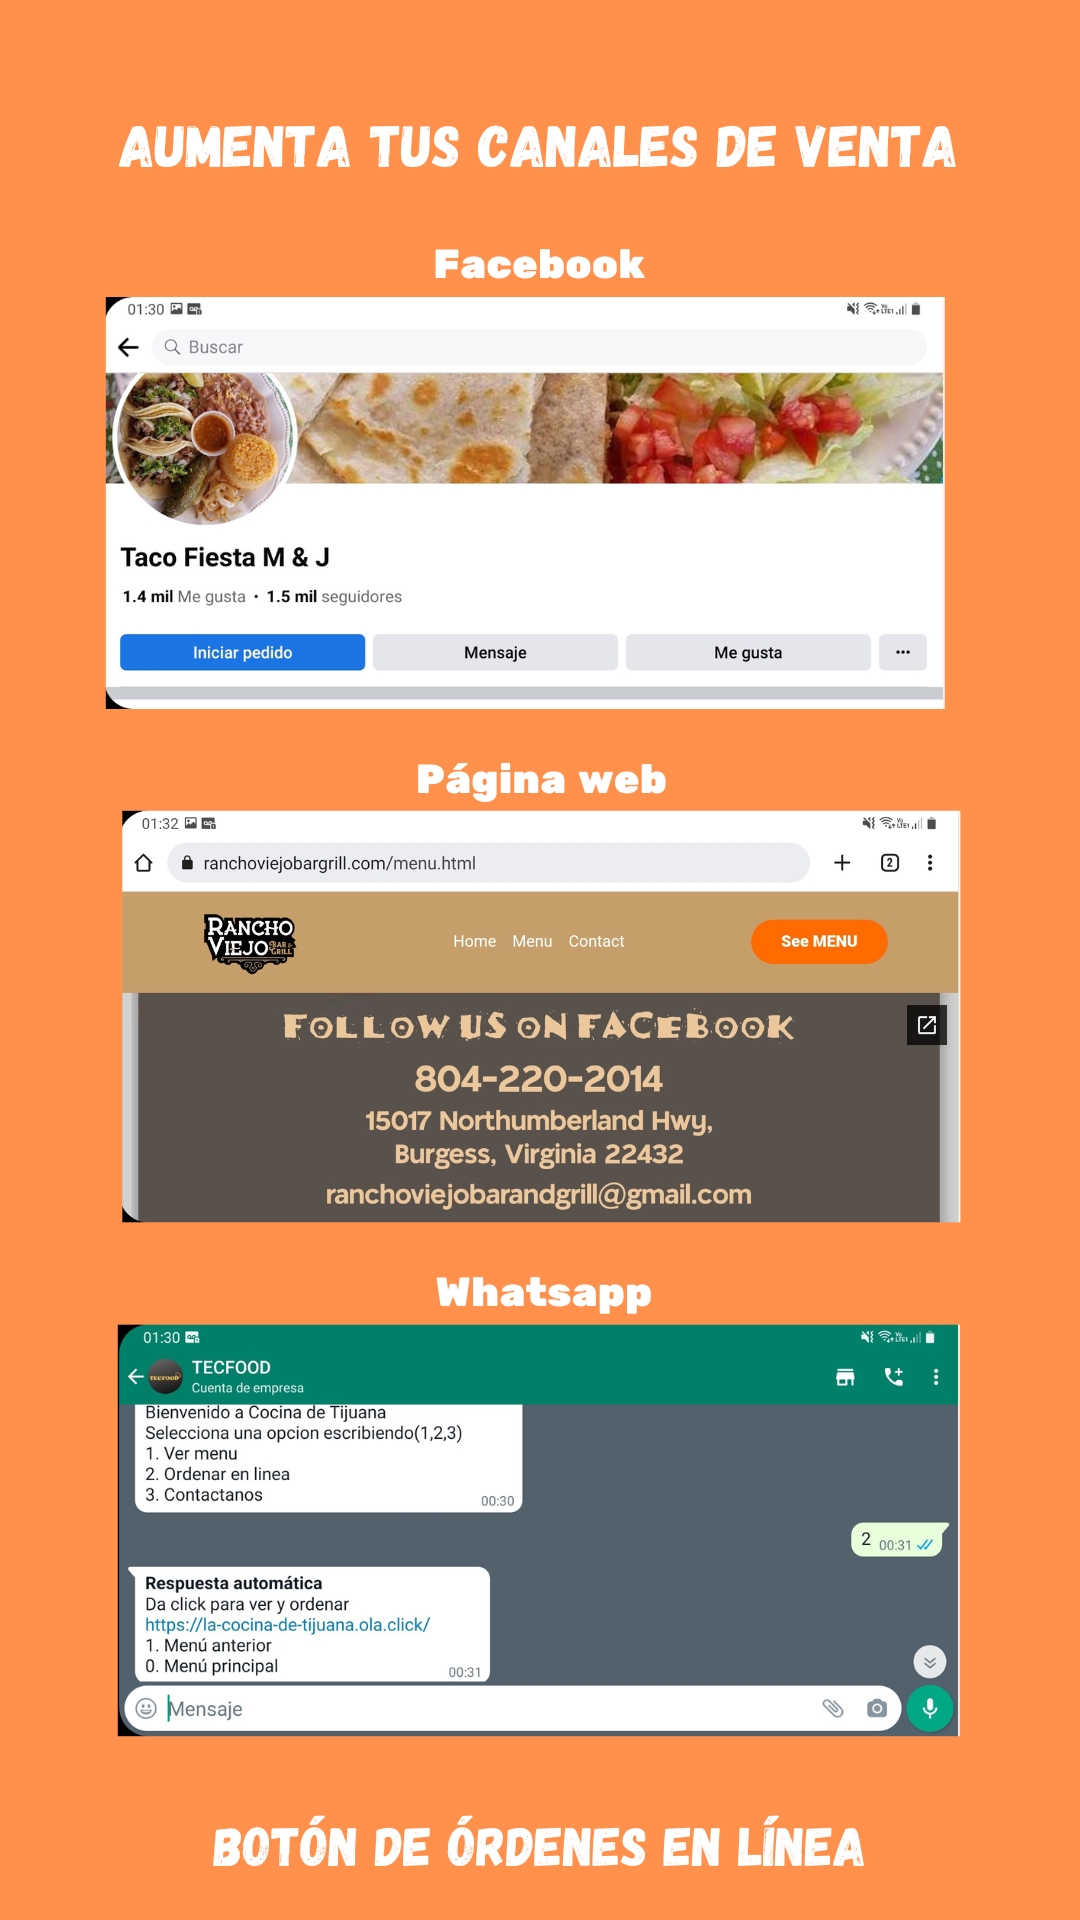 AUMENTA TUS CANALES DE VENTA
Facebook
01:30
Buscar
Taco Fiesta M & J
1.4 mil Me gusta • 1.5 mil seguidores
Iniciar pedido Mensaje Me gusta
Página web
01:32
ranchoviejobargrill.com/menu.html 2
RANCHO
VIEJO BAR & GRILL
Home Menu Contact See MENU
FOLLOW US ON FACEBOOK
804-220-2014
15017 Northumberland Hwy,
Burgess, Virginia 22432
ranchoviejobarandgrill@gmail.com
Whatsapp
01:30
TECFOOD
TECFOOD
Cuenta de empresa
Bienvenido a Cocina de Tijuana
Selecciona una opcion escribiendo(1,2,3)
1. Ver menu
2. Ordenar en linea
3. Contactanos
00:30
2 00:31
Respuesta automática
Da click para ver y ordenar
https://la-cocina-de-tijuana.ola.click/
1. Menú anterior
0. Menú principal
00:31
Mensaje
BOTÓN DE ÓRDENES EN LÍNEA